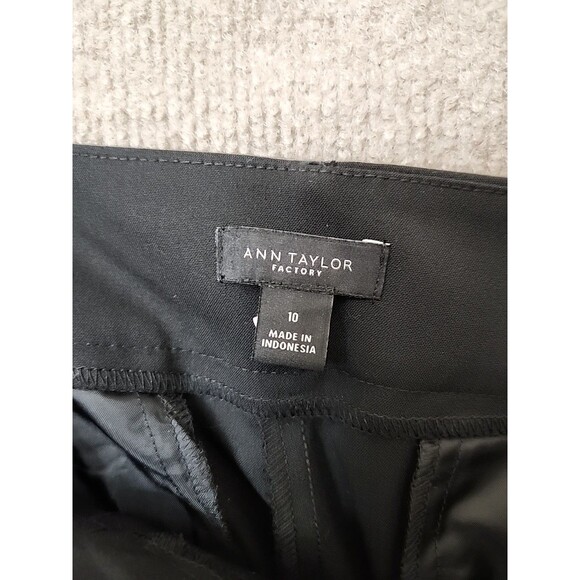 ANN TAYLOR
FACTORY
10
MADE IN
INDONESIA